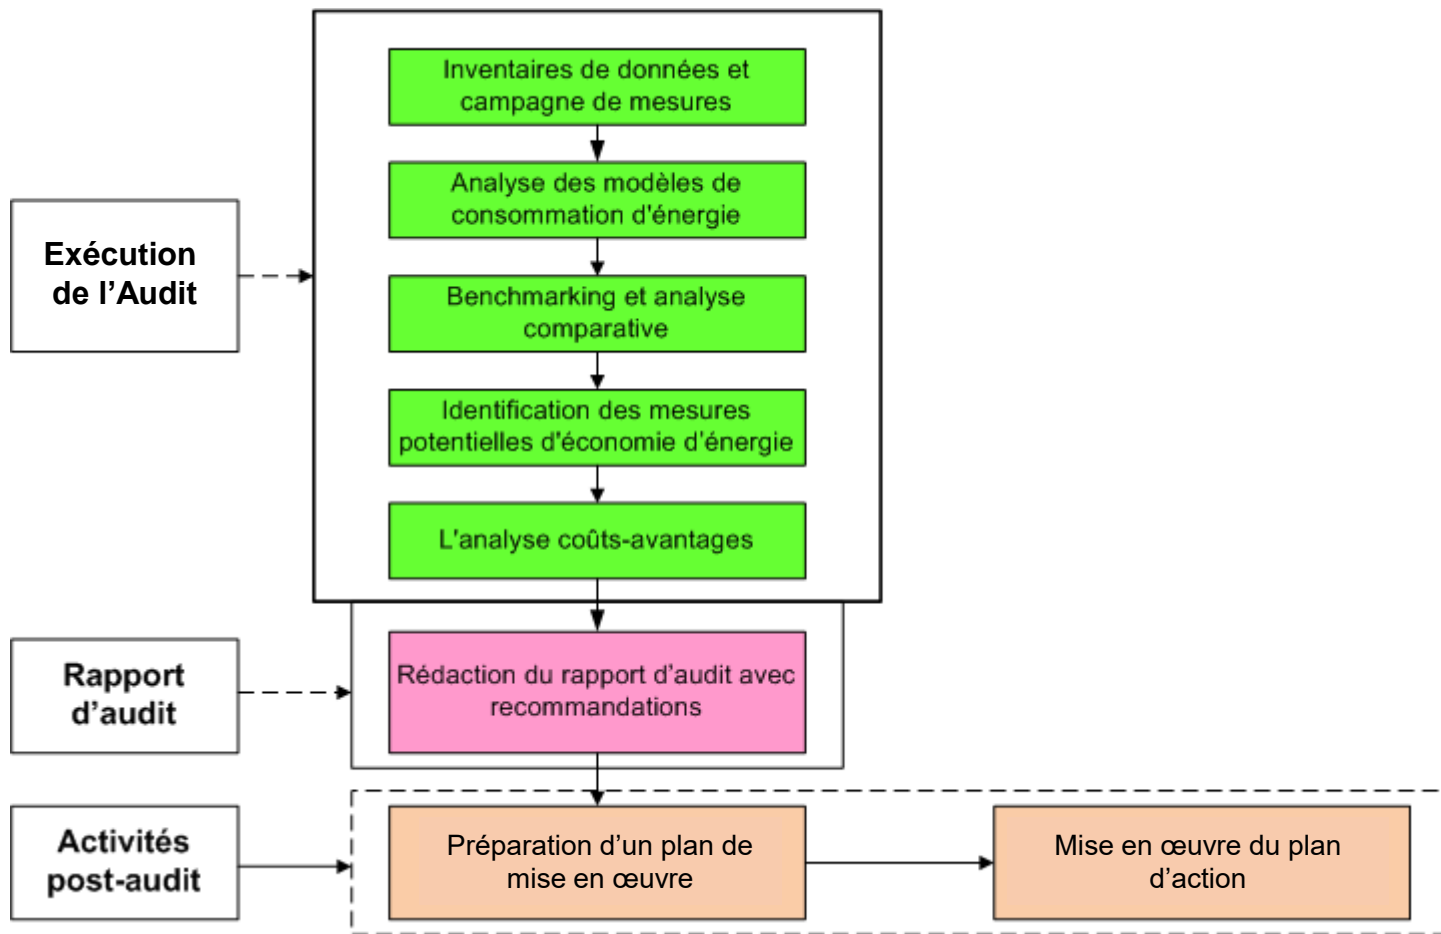 Inventaires de données et
campagne de mesures
Analyse des modèles de
consommation d'énergie
Exécution
de l’Audit
Benchmarking et analyse
comparative
Identification des mesures
potentielles d'économie d’énergie
L'analyse coûts-avantages
Rapport
d’audit
Rédaction du rapport d’audit avec
recommandations
Activités
post-audit
Préparation d’un plan de
mise en œuvre
Mise en œuvre du plan
d’action